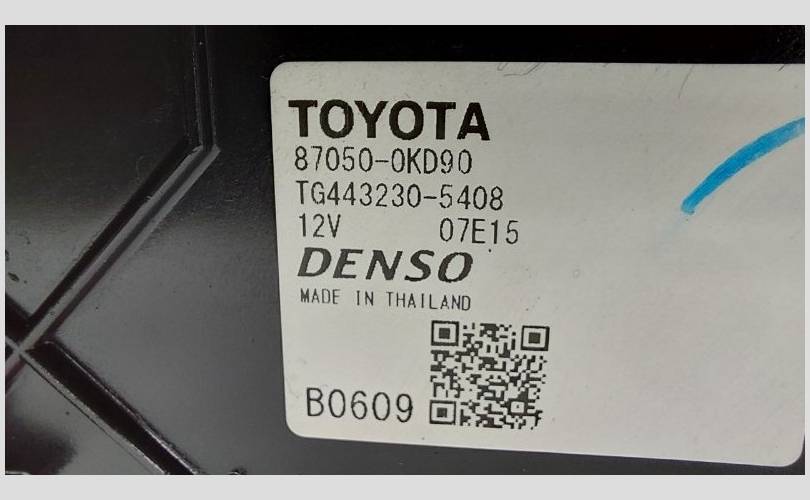 TOYOTA
87050-0KD90
TG443230-5408
12V 07E15
DENSO
MADE IN THAILAND
B0609